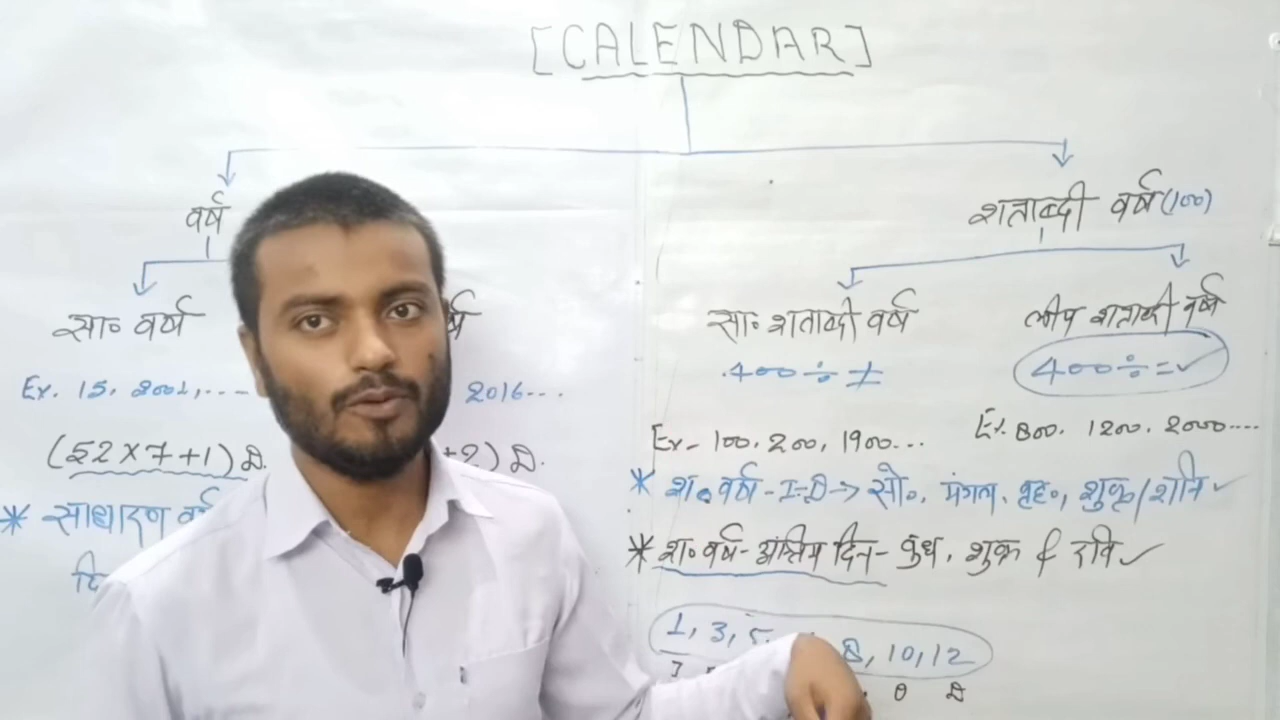 [CALENDAR]
वर्ष
शताब्दी वर्ष (100)
सा॰ वर्ष
सा॰ शताब्दी वर्ष
लीप शताब्दी वर्ष
400÷≠
400÷=✓
Ex. 15, 2001,....
2016...
Ex- 100, 200, 1900...
Ex. 800, 1200, 2000....
(52×7+1) D.
+2) D.
* साधारण वर्ष
* श॰ वर्ष - I-D → सो॰, मंगल, वृह॰, शुक्र/शनि ✓
* श॰ वर्ष - अंतिम दिन - बुध, शुक्र & रवि ✓
1, 3, 5, 8, 10, 12
J O D